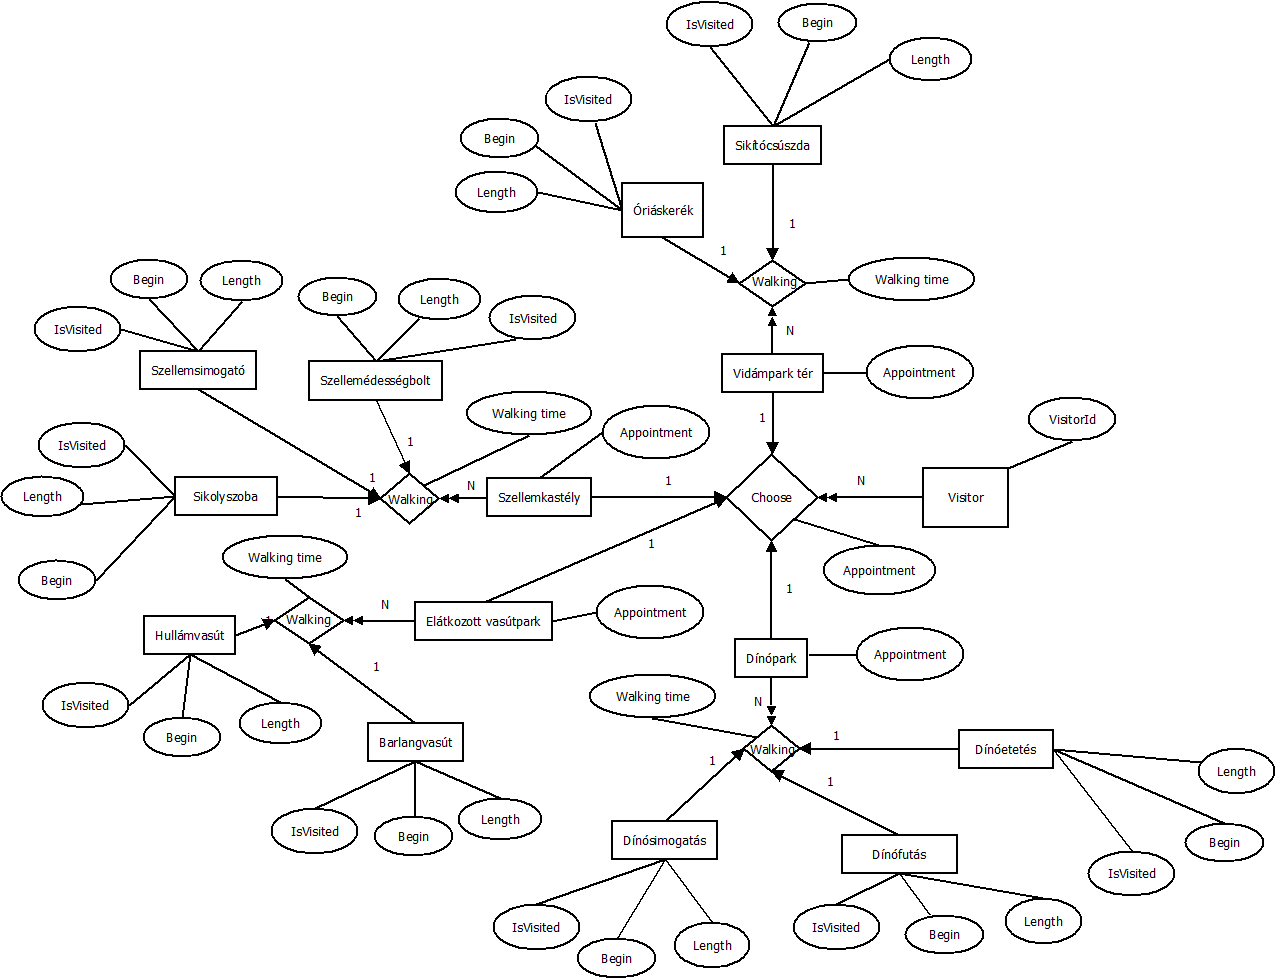 IsVisited
Begin
Length
IsVisited
Begin
Sikítócsúszda
Length
Óriáskerék
1
1
Begin
Length
Walking
Walking time
Begin
Length
IsVisited
IsVisited
N
Szellemsimogató
Szellemédességbolt
Vidámpark tér
Appointment
Walking time
1
VisitorId
Appointment
1
IsVisited
1
N
1
N
Length
Sikolyszoba
Walking
Szellemkastély
Choose
Visitor
1
1
Walking time
Appointment
Begin
1
N
Appointment
1
Walking
Elátkozott vasútpark
Hullámvasút
Dínópark
Appointment
1
IsVisited
Walking time
N
Length
Begin
1
Barlangvasút
Walking
Dínóetetés
1
Length
1
IsVisited
Begin
Length
Dínósimogatás
Dínófutás
Begin
IsVisited
IsVisited
Begin
Length
IsVisited
Begin
Length